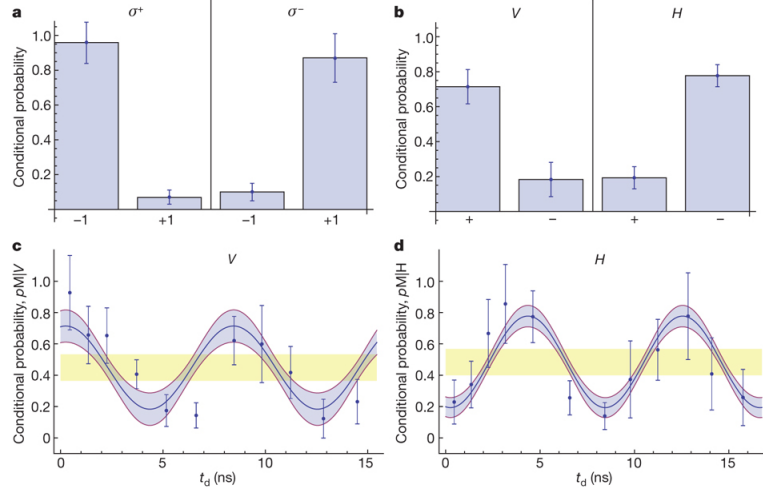 a
σ⁺ σ⁻
Conditional probability
1.0
0.8
0.6
0.4
0.2
−1 +1 −1 +1
b
V H
Conditional probability
1.0
0.8
0.6
0.4
0.2
+ − + −
c
V
Conditional probability, pM|V
1.0
0.8
0.6
0.4
0.2
0
0 5 10 15
t_d (ns)
d
H
Conditional probability, pM|H
1.0
0.8
0.6
0.4
0.2
0
0 5 10 15
t_d (ns)